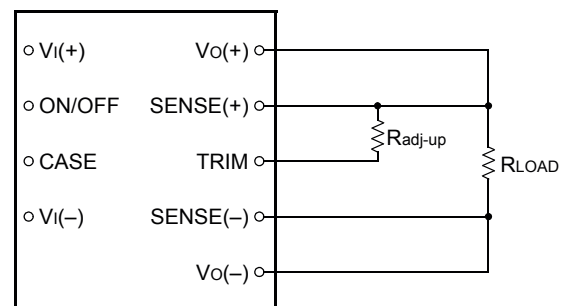 VI(+) VO(+)
ON/OFF SENSE(+)
Radj-up
CASE TRIM
RLOAD
VI(–) SENSE(–)
VO(–)